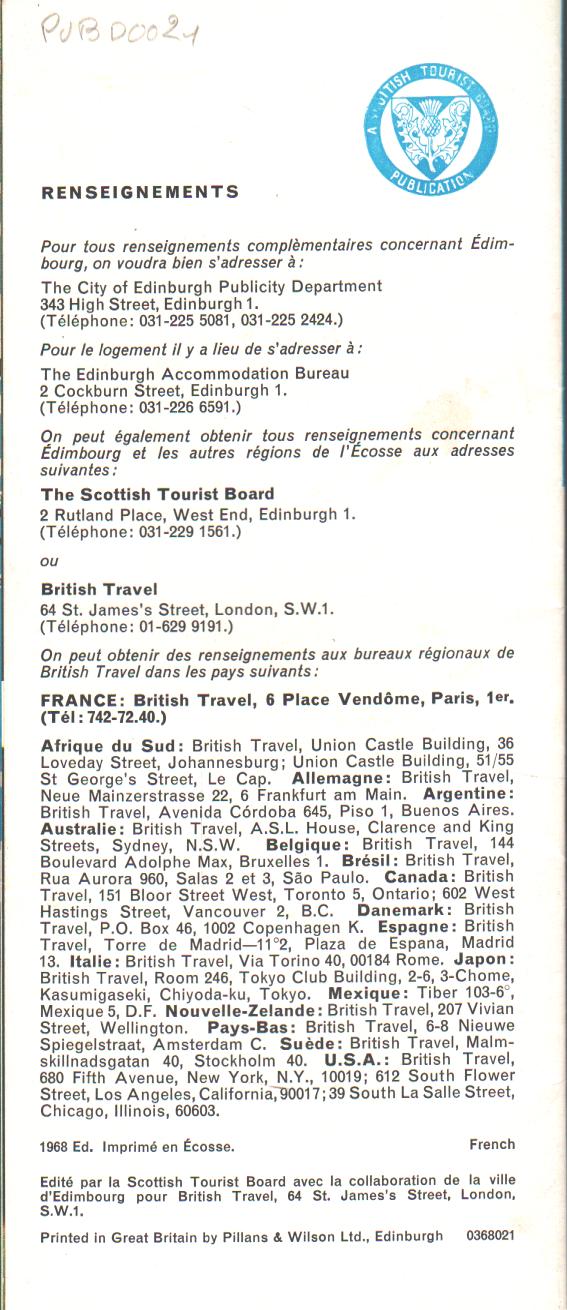 PUBD0021
A SCOTTISH TOURIST BOARD
PUBLICATION
RENSEIGNEMENTS
Pour tous renseignements complèmentaires concernant Édim-
bourg, on voudra bien s'adresser à :
The City of Edinburgh Publicity Department
343 High Street, Edinburgh 1.
(Téléphone: 031-225 5081, 031-225 2424.)
Pour le logement il y a lieu de s'adresser à :
The Edinburgh Accommodation Bureau
2 Cockburn Street, Edinburgh 1.
(Téléphone: 031-226 6591.)
On peut également obtenir tous renseignements concernant
Édimbourg et les autres régions de l'Écosse aux adresses
suivantes :
The Scottish Tourist Board
2 Rutland Place, West End, Edinburgh 1.
(Téléphone: 031-229 1561.)
ou
British Travel
64 St. James's Street, London, S.W.1.
(Téléphone: 01-629 9191.)
On peut obtenir des renseignements aux bureaux régionaux de
British Travel dans les pays suivants :
FRANCE: British Travel, 6 Place Vendôme, Paris, 1er.
(Tél : 742-72.40.)
Afrique du Sud: British Travel, Union Castle Building, 36
Loveday Street, Johannesburg; Union Castle Building, 51/55
St George's Street, Le Cap. Allemagne: British Travel,
Neue Mainzerstrasse 22, 6 Frankfurt am Main. Argentine:
British Travel, Avenida Córdoba 645, Piso 1, Buenos Aires.
Australie: British Travel, A.S.L. House, Clarence and King
Streets, Sydney, N.S.W. Belgique: British Travel, 144
Boulevard Adolphe Max, Bruxelles 1. Brésil: British Travel,
Rua Aurora 960, Salas 2 et 3, São Paulo. Canada: British
Travel, 151 Bloor Street West, Toronto 5, Ontario; 602 West
Hastings Street, Vancouver 2, B.C. Danemark: British
Travel, P.O. Box 46, 1002 Copenhagen K. Espagne: British
Travel, Torre de Madrid—11°2, Plaza de Espana, Madrid
13. Italie: British Travel, Via Torino 40, 00184 Rome. Japon:
British Travel, Room 246, Tokyo Club Building, 2-6, 3-Chome,
Kasumigaseki, Chiyoda-ku, Tokyo. Mexique: Tiber 103-6°,
Mexique 5, D.F. Nouvelle-Zelande: British Travel, 207 Vivian
Street, Wellington. Pays-Bas: British Travel, 6-8 Nieuwe
Spiegelstraat, Amsterdam C. Suède: British Travel, Malm-
skillnadsgatan 40, Stockholm 40. U.S.A.: British Travel,
680 Fifth Avenue, New York, N.Y., 10019; 612 South Flower
Street, Los Angeles, California, 90017; 39 South La Salle Street,
Chicago, Illinois, 60603.
1968 Ed. Imprimé en Écosse. French
Edité par la Scottish Tourist Board avec la collaboration de la ville
d'Edimbourg pour British Travel, 64 St. James's Street, London,
S.W.1.
Printed in Great Britain by Pillans & Wilson Ltd., Edinburgh 0368021